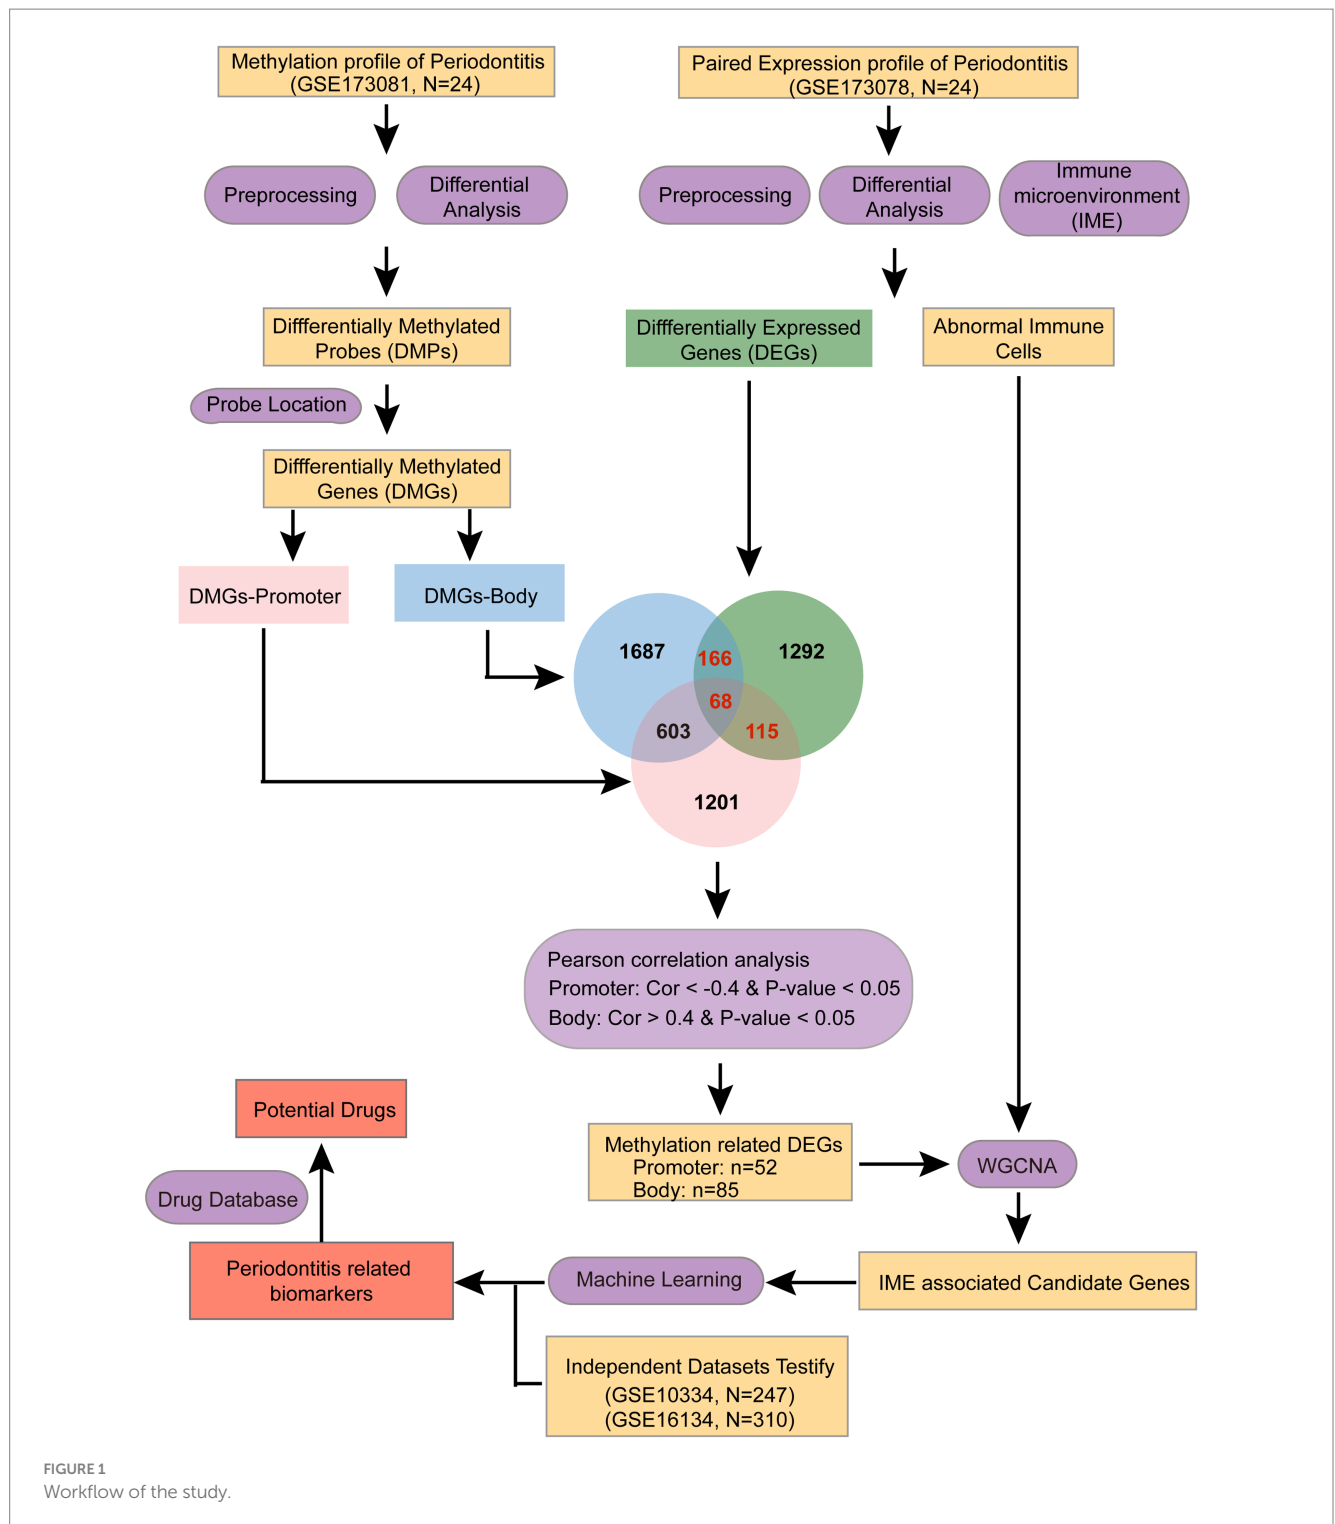 Methylation profile of Periodontitis
(GSE173081, N=24)
Paired Expression profile of Periodontitis
(GSE173078, N=24)
Preprocessing
Differential
Analysis
Preprocessing
Differential
Analysis
Immune
microenvironment
(IME)
Diffferentially Methylated
Probes (DMPs)
Diffferentially Expressed
Genes (DEGs)
Abnormal Immune
Cells
Probe Location
Diffferentially Methylated
Genes (DMGs)
DMGs-Promoter
DMGs-Body
1687
166
1292
68
603
115
1201
Pearson correlation analysis
Promoter: Cor < -0.4 & P-value < 0.05
Body: Cor > 0.4 & P-value < 0.05
Potential Drugs
Methylation related DEGs
Promoter: n=52
Body: n=85
WGCNA
Drug Database
Periodontitis related
biomarkers
Machine Learning
IME associated Candidate Genes
Independent Datasets Testify
(GSE10334, N=247)
(GSE16134, N=310)
FIGURE 1
Workflow of the study.